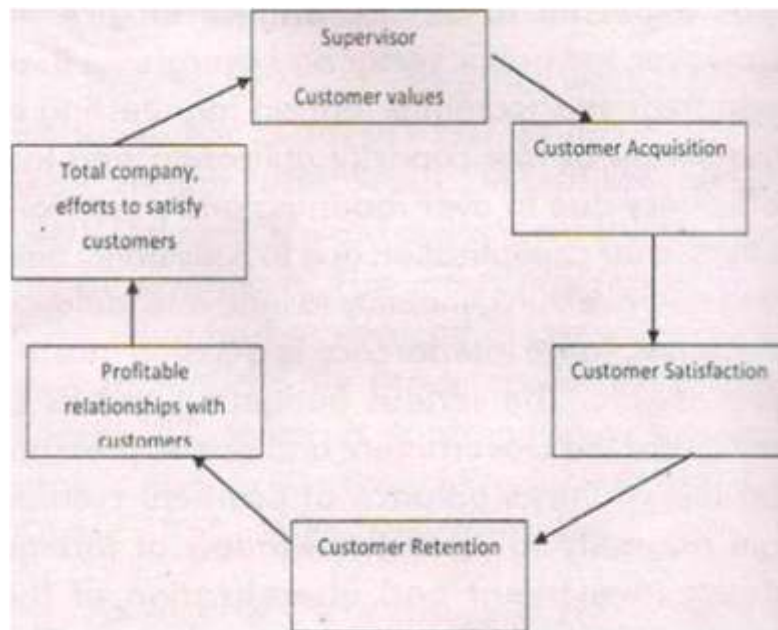 Supervisor
Customer values
Customer Acquisition
Total company,
efforts to satisfy
customers
Profitable
relationships with
customers
Customer Satisfaction
Customer Retention